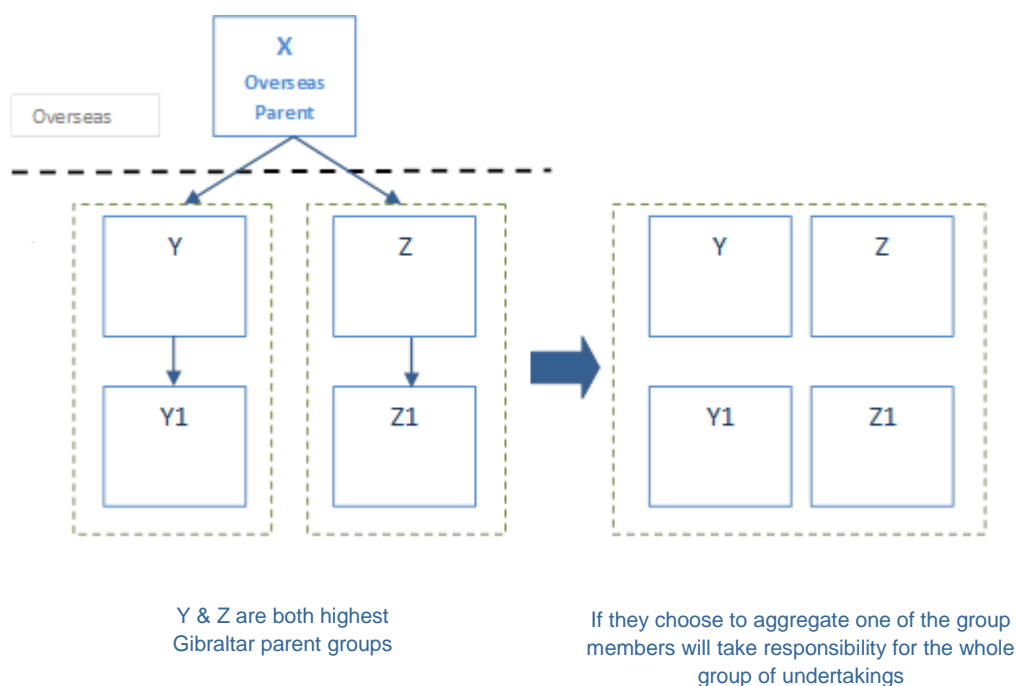 X
Overseas
Parent
Overseas
Y
Z
Y
Z
Y1
Z1
Y1
Z1
Y & Z are both highest
Gibraltar parent groups
If they choose to aggregate one of the group
members will take responsibility for the whole
group of undertakings